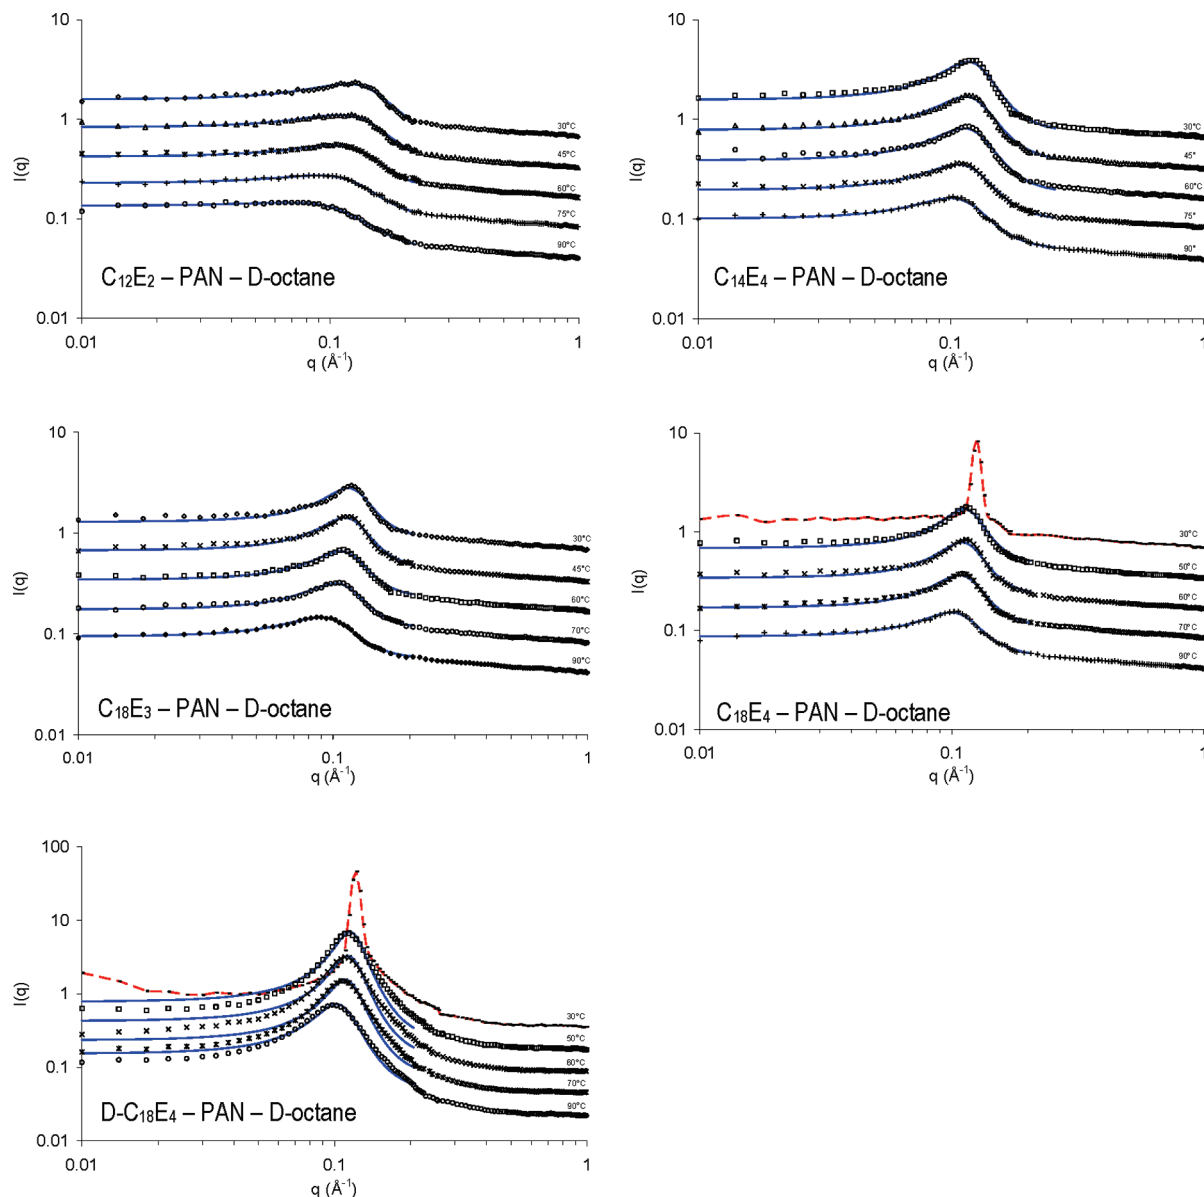 10
1
0.1
0.01
I(q)
30°C
45°C
60°C
75°C
90°C
C₁₂E₂ – PAN – D-octane
0.01
0.1
1
q (Å⁻¹)
10
1
0.1
0.01
I(q)
30°C
45°
60°C
75°
90°
C₁₄E₄ – PAN – D-octane
0.01
0.1
1
q (Å⁻¹)
10
1
0.1
0.01
I(q)
30°C
45°C
60°C
70°C
90°C
C₁₈E₃ – PAN – D-octane
0.01
0.1
1
q (Å⁻¹)
10
1
0.1
0.01
I(q)
30°C
50°C
60°C
70°C
90°C
C₁₈E₄ – PAN – D-octane
0.01
0.1
1
q (Å⁻¹)
100
10
1
0.1
0.01
I(q)
30°C
50°C
60°C
70°C
90°C
D-C₁₈E₄ – PAN – D-octane
0.01
0.1
1
q (Å⁻¹)